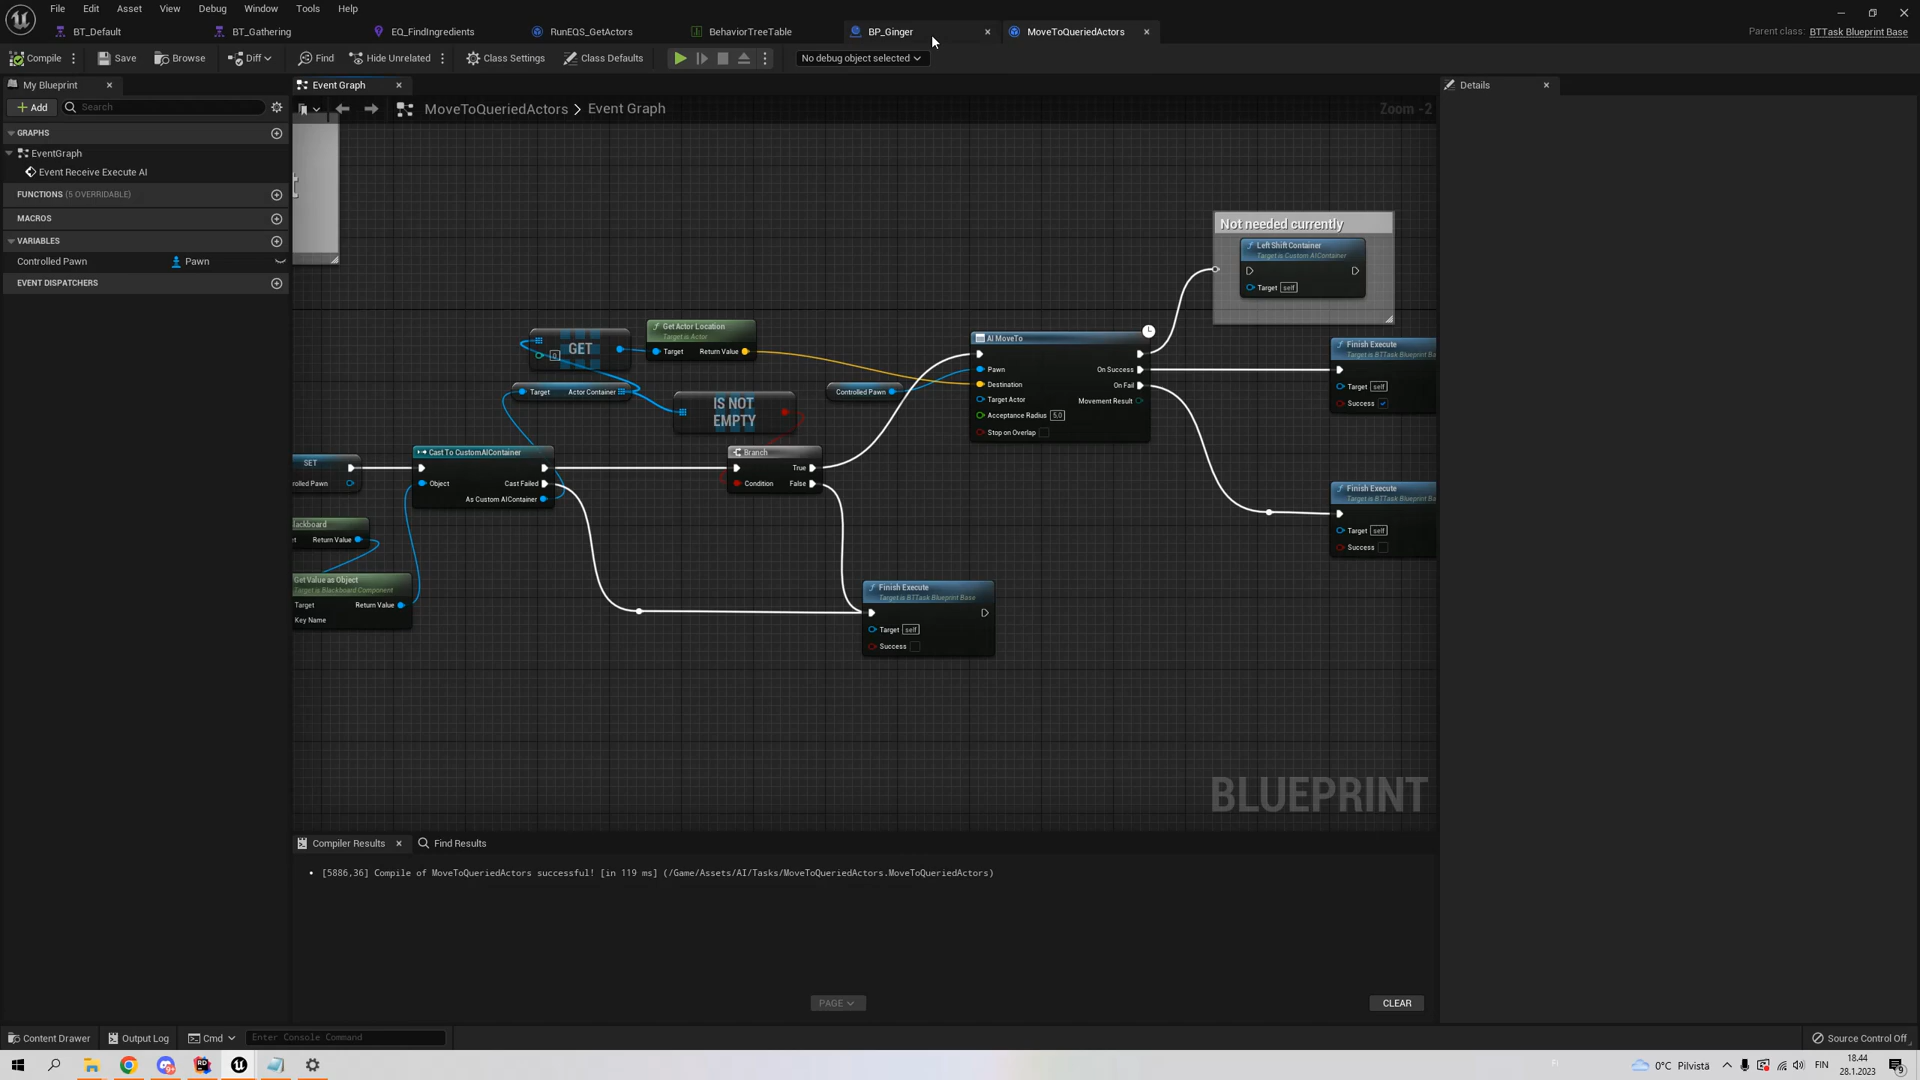 File Edit Asset View Debug Window Tools Help
BT_Default BT_Gathering EQ_FindIngredients RunEQS_GetActors BehaviorTreeTable BP_Ginger MoveToQueriedActors
Parent class: BTTask Blueprint Base
Compile Save Browse Diff Find Hide Unrelated Class Settings Class Defaults No debug object selected
My Blueprint
Add Search
GRAPHS
EventGraph
Event Receive Execute AI
FUNCTIONS (5 OVERRIDABLE)
MACROS
VARIABLES
Controlled Pawn Pawn
EVENT DISPATCHERS
Event Graph
MoveToQueriedActors > Event Graph
Zoom -2
Not needed currently
Left Shift Container
Target is Custom AIContainer
Target self
GET
0
Get Actor Location
Target is Actor
Target Return Value
Target Actor Container
IS NOT
EMPTY
Controlled Pawn
AI MoveTo
Pawn On Success
Destination On Fail
Target Actor Movement Result
Acceptance Radius 5,0
Stop on Overlap
Finish Execute
Target is BTTask Blueprint Ba
Target self
Success
SET
rolled Pawn
Cast To CustomAIContainer
Object Cast Failed
As Custom AIContainer
Branch
True
Condition False
Finish Execute
Target is BTTask Blueprint Ba
Target self
Success
lackboard
Return Value
Get Value as Object
Target is Blackboard Component
Target Return Value
Key Name
Finish Execute
Target is BTTask Blueprint Base
Target self
Success
BLUEPRINT
Compiler Results Find Results
[5886,36] Compile of MoveToQueriedActors successful! [in 119 ms] (/Game/Assets/AI/Tasks/MoveToQueriedActors.MoveToQueriedActors)
PAGE CLEAR
Details
Content Drawer Output Log Cmd Enter Console Command Source Control Off
0°C Pilvistä FIN 18.44
28.1.2023